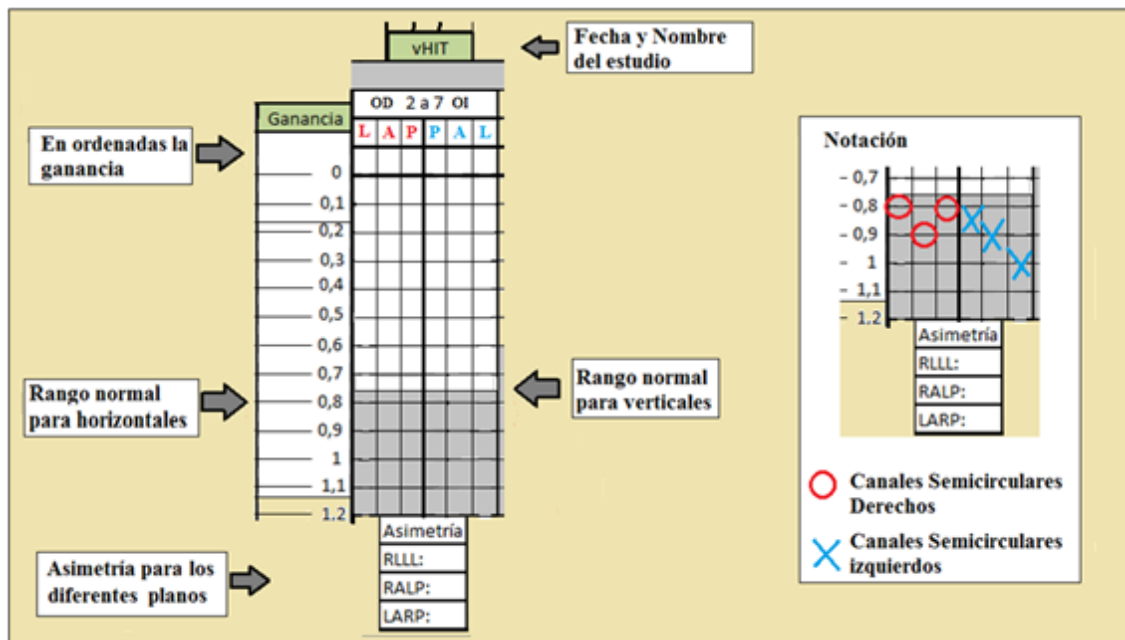 vHIT
Fecha y Nombre
del estudio
OD 2 a 7 OI
Ganancia
L A P P A L
En ordenadas la
ganancia
0
0,1
0,2
0,3
0,4
0,5
0,6
0,7
0,8
0,9
1
1,1
1.2
Rango normal
para horizontales
Rango normal
para verticales
Asimetría
RLLL:
RALP:
LARP:
Asimetría para los
diferentes planos
Notación
0,7
0,8
0,9
1
1,1
1.2
Asimetría
RLLL:
RALP:
LARP:
Canales Semicirculares
Derechos
Canales Semicirculares
izquierdos